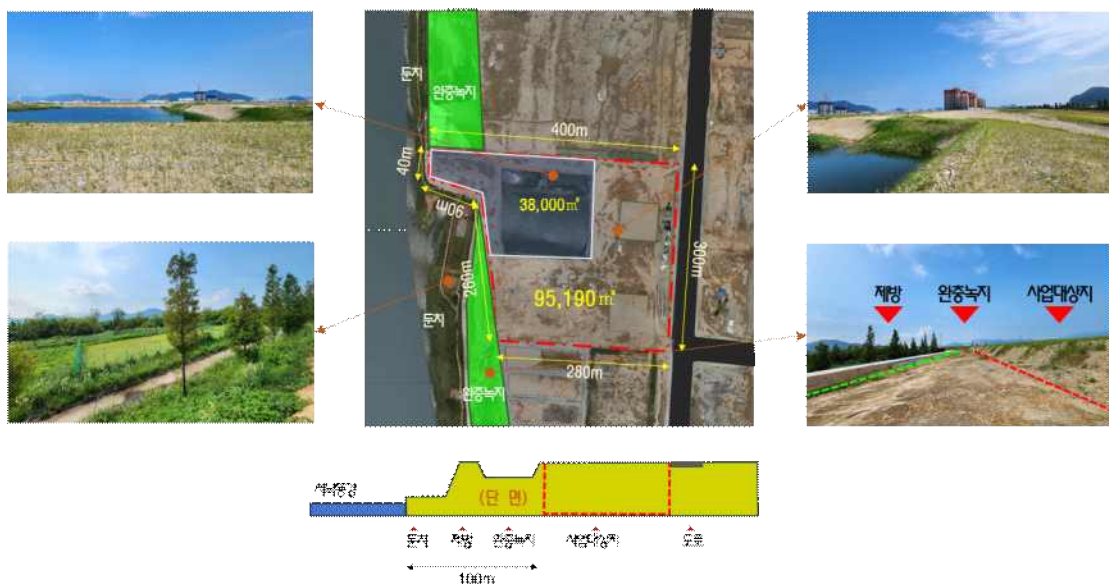 둔치
완충녹지
400m
40m
90m
38,000㎡
260m
300m
95,190㎡
둔치
280m
완충녹지
제방
완충녹지
사업대상지
(단 면)
둔치
제방
완충녹지
사업대상지
도로
100m